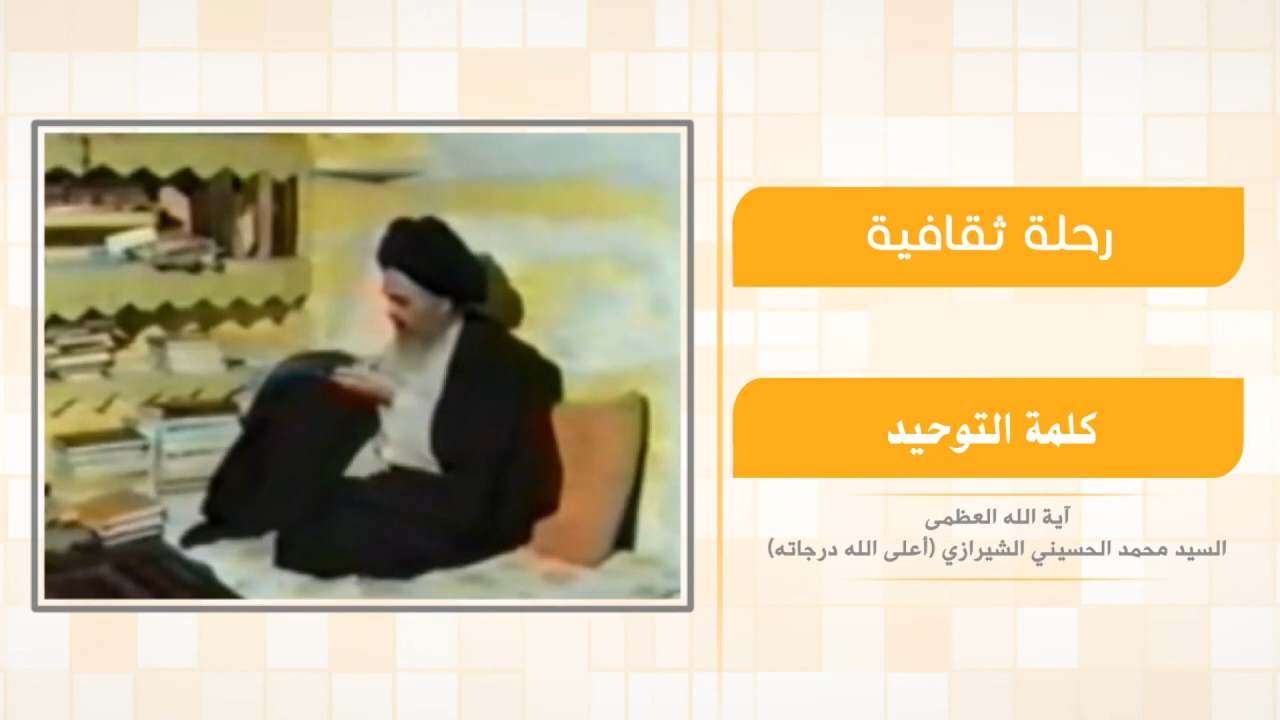 رحلة ثقافية
كلمة التوحيد
آية الله العظمى
السيد محمد الحسيني الشيرازي (أعلى الله درجاته)